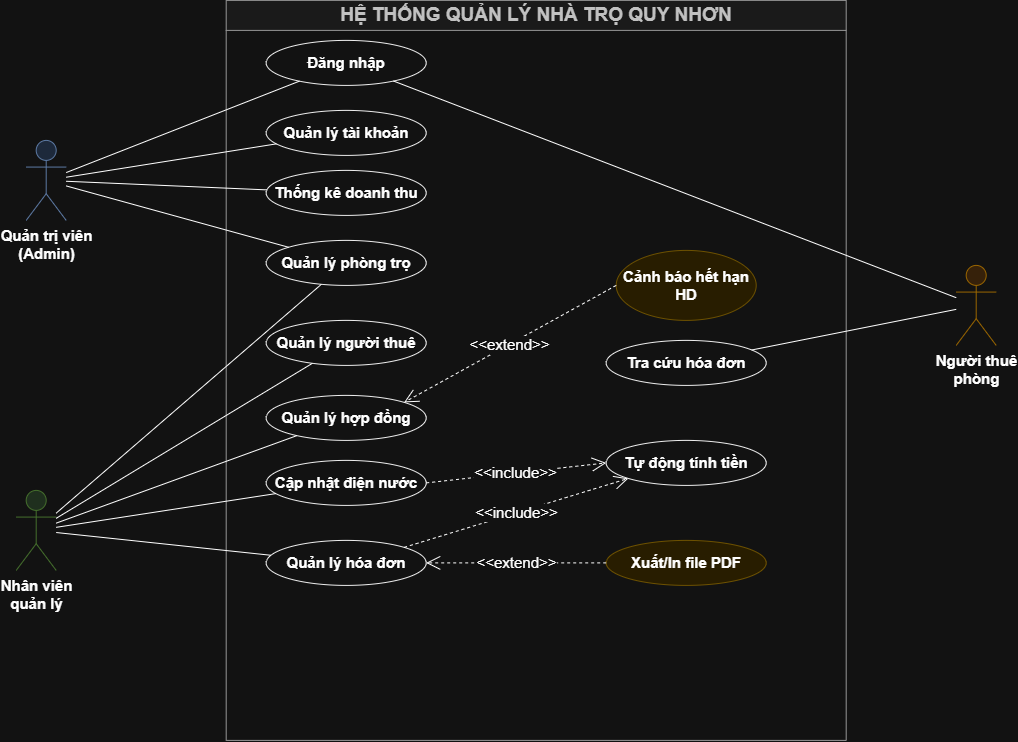 HỆ THỐNG QUẢN LÝ NHÀ TRỌ QUY NHƠN
Đăng nhập
Quản lý tài khoản
Thống kê doanh thu
Quản trị viên
(Admin)
Quản lý phòng trọ
Cảnh báo hết hạn
HD
<<extend>>
Quản lý người thuê
Tra cứu hóa đơn
Người thuê
phòng
Quản lý hợp đồng
Cập nhật điện nước
<<include>>
Tự động tính tiền
<<include>>
Quản lý hóa đơn
<<extend>>
Xuất/In file PDF
Nhân viên
quản lý